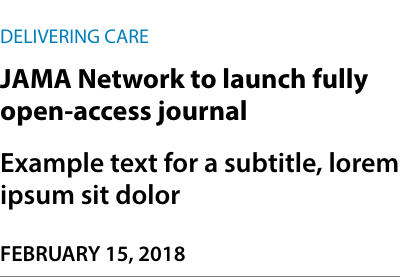 DELIVERING CARE
JAMA Network to launch fully
open-access journal
Example text for a subtitle, lorem
ipsum sit dolor
FEBRUARY 15, 2018